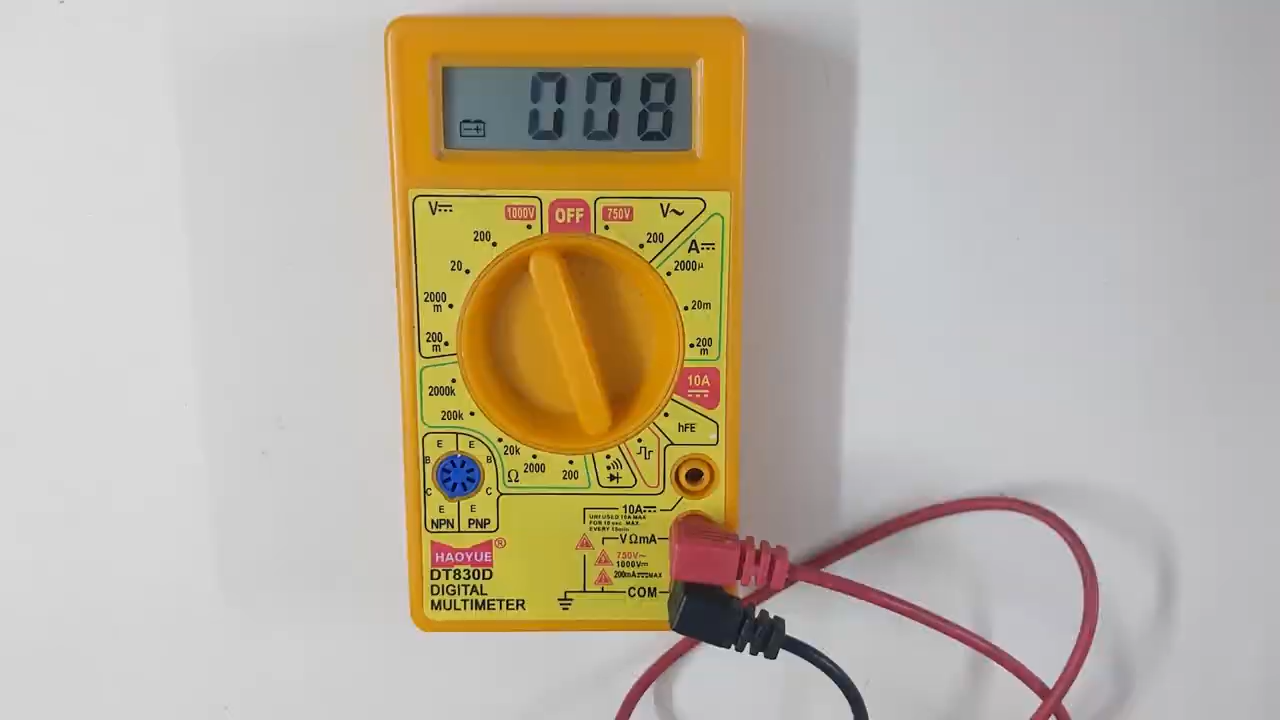 008
V⎓ 1000V OFF 750V V~
200 200
A⎓
20 2000µ
2000
m
20m
200
m
200
m
2000k 10A
200k hFE
20k
Ω 2000 200
E E
B B
C C
E E
NPN PNP
10A⎓
UNFUSED 10A MAX
FOR 10 sec MAX
EVERY 15min
VΩmA
750V~
1000V⎓
200mA⎓MAX
COM
HAOYUE®
DT830D
DIGITAL
MULTIMETER